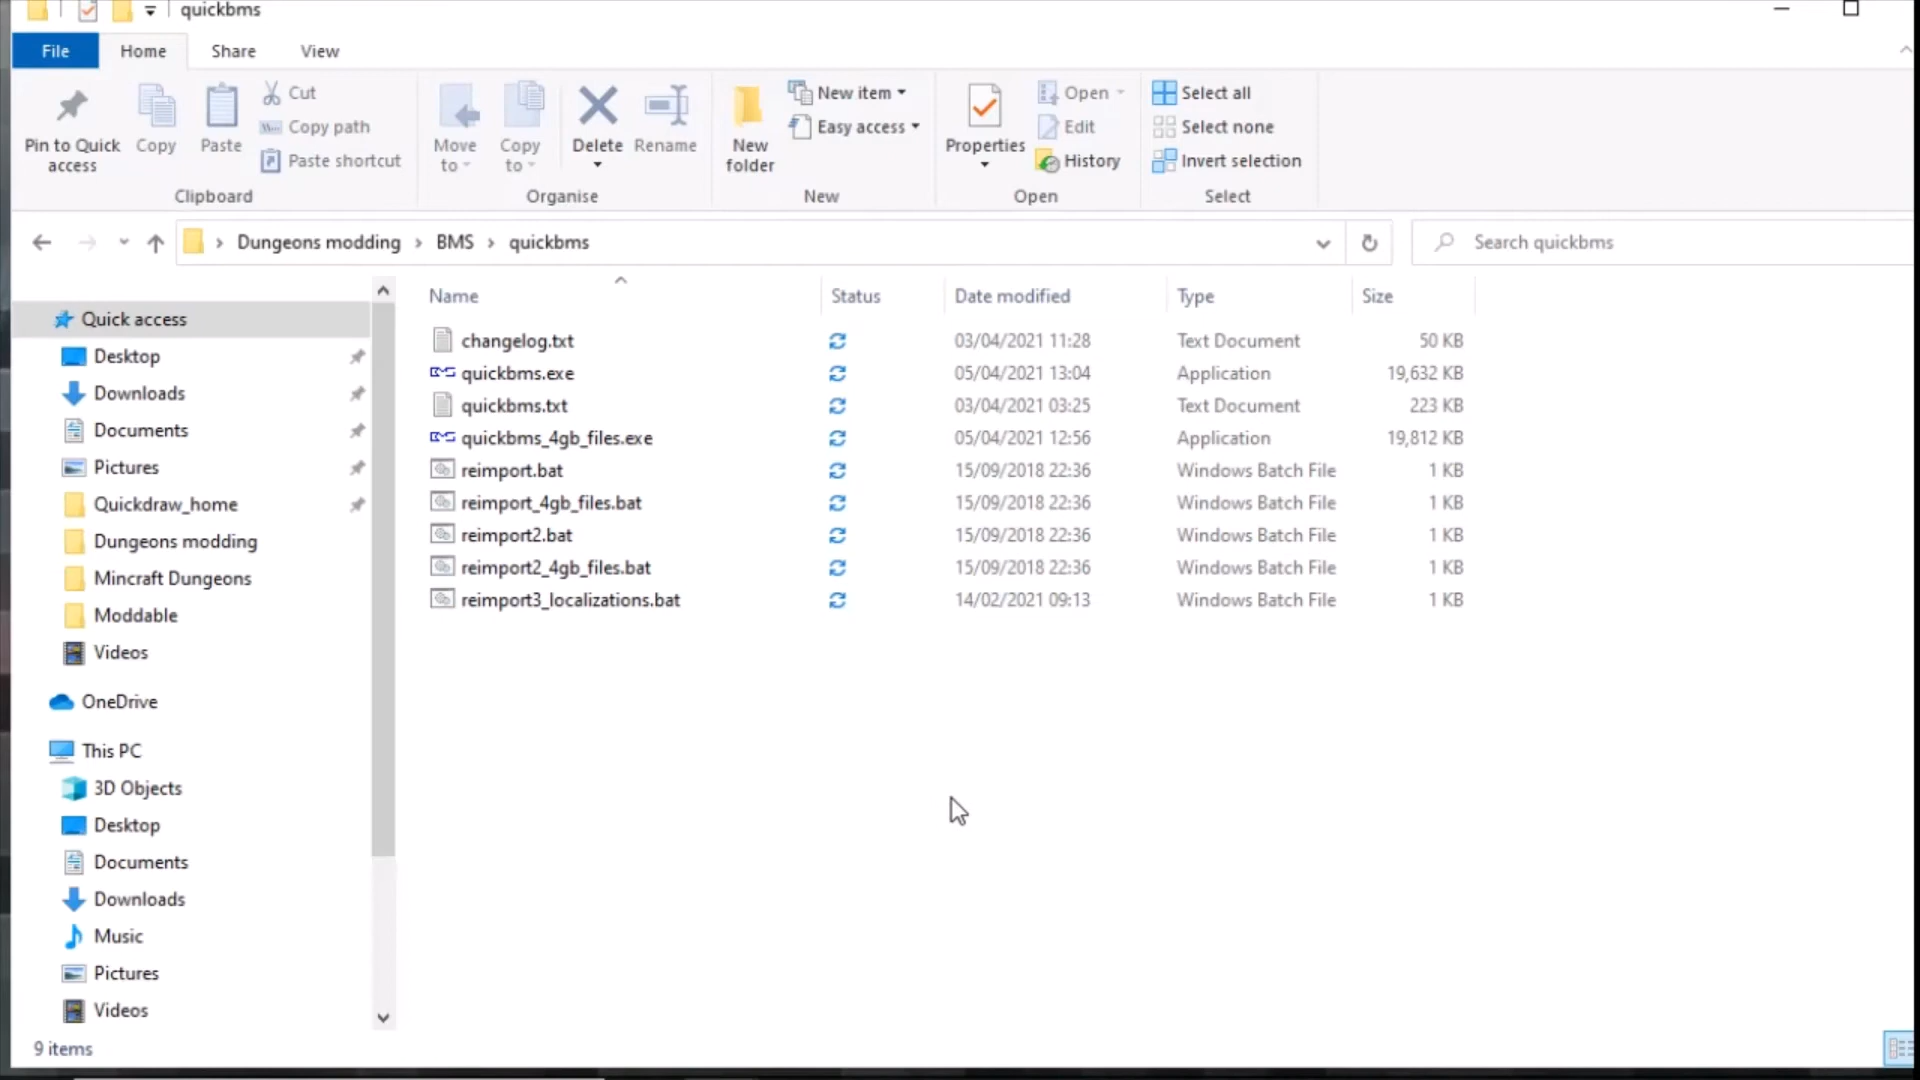 quickbms
File Home Share View
Pin to Quick access
Copy
Paste
Cut
Copy path
Paste shortcut
Clipboard
Move to
Copy to
Delete
Rename
Organise
New folder
New item
Easy access
New
Properties
Open
Edit
History
Open
Select all
Select none
Invert selection
Select
Dungeons modding › BMS › quickbms
Search quickbms
Quick access
Desktop
Downloads
Documents
Pictures
Quickdraw_home
Dungeons modding
Mincraft Dungeons
Moddable
Videos
OneDrive
This PC
3D Objects
Desktop
Documents
Downloads
Music
Pictures
Videos
Name Status Date modified Type Size
changelog.txt 03/04/2021 11:28 Text Document 50 KB
quickbms.exe 05/04/2021 13:04 Application 19,632 KB
quickbms.txt 03/04/2021 03:25 Text Document 223 KB
quickbms_4gb_files.exe 05/04/2021 12:56 Application 19,812 KB
reimport.bat 15/09/2018 22:36 Windows Batch File 1 KB
reimport_4gb_files.bat 15/09/2018 22:36 Windows Batch File 1 KB
reimport2.bat 15/09/2018 22:36 Windows Batch File 1 KB
reimport2_4gb_files.bat 15/09/2018 22:36 Windows Batch File 1 KB
reimport3_localizations.bat 14/02/2021 09:13 Windows Batch File 1 KB
9 items